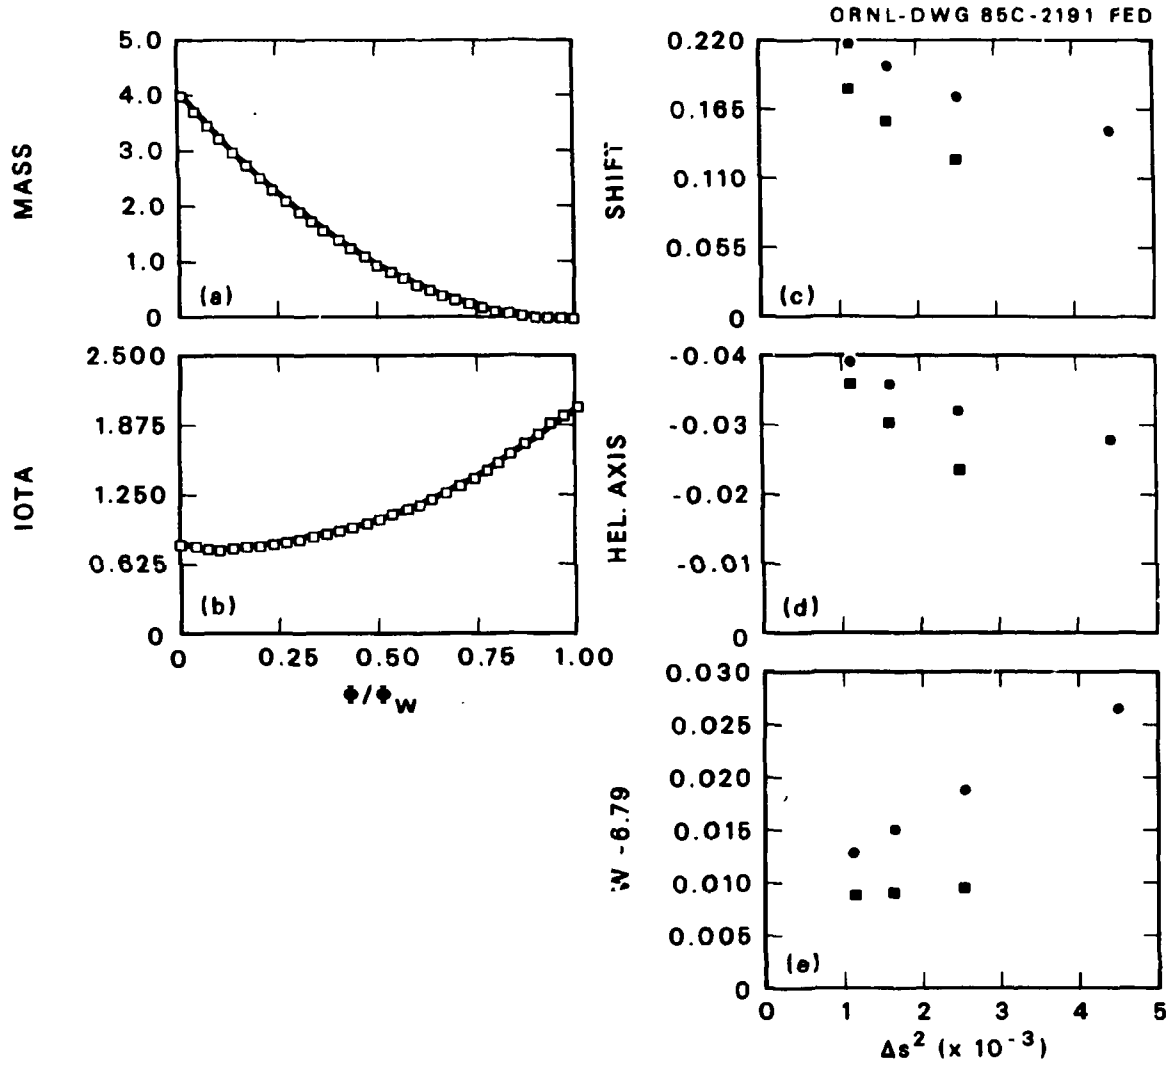 ORNL-DWG 85C-2191 FED
5.0
4.0
3.0
2.0
1.0
0
MASS
(a)
2.500
1.875
1.250
0.625
0
IOTA
(b)
0 0.25 0.50 0.75 1.00
Φ/Φw
0.220
0.165
0.110
0.055
0
SHIFT
(c)
-0.04
-0.03
-0.02
-0.01
0
HEL. AXIS
(d)
0.030
0.025
0.020
0.015
0.010
0.005
0
W -6.79
(e)
0 1 2 3 4 5
Δs² (x 10⁻³)